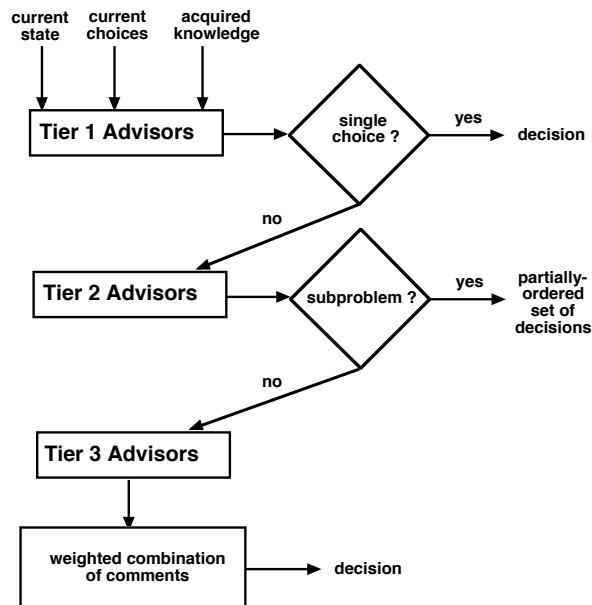 current
state
current
choices
acquired
knowledge
Tier 1 Advisors
single
choice ?
yes
decision
no
Tier 2 Advisors
subproblem ?
yes
partially-
ordered
set of
decisions
no
Tier 3 Advisors
weighted combination
of comments
decision